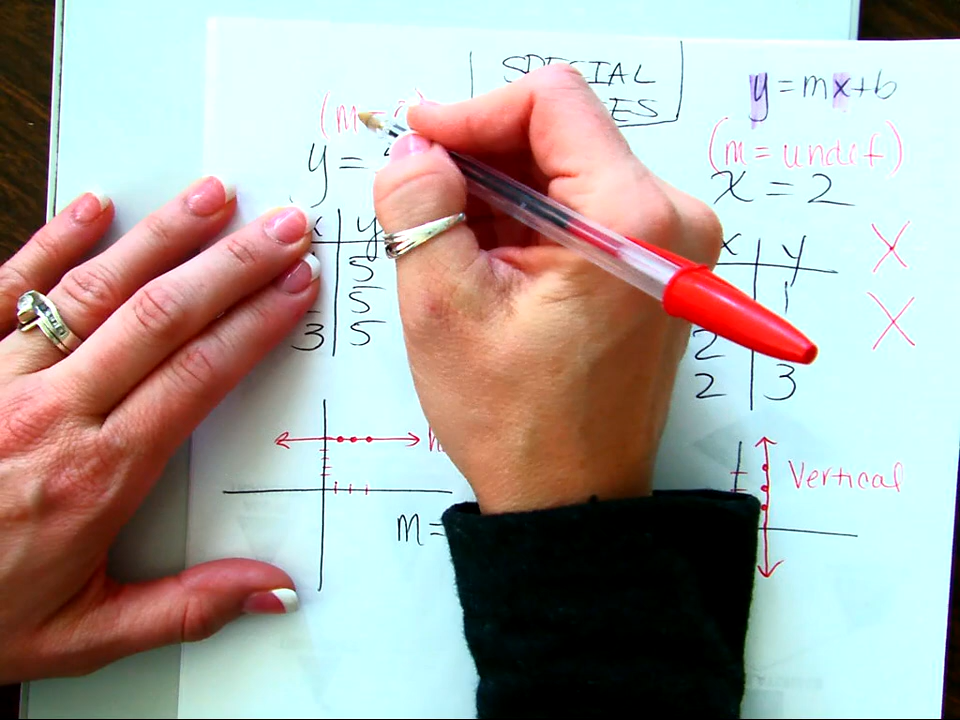 SPECIAL
y = mx + b
(m =
(m = undef)
y =
x = 2
x y
5
5
3 5
x y
1
2
2 3
X
X
m =
Vertical